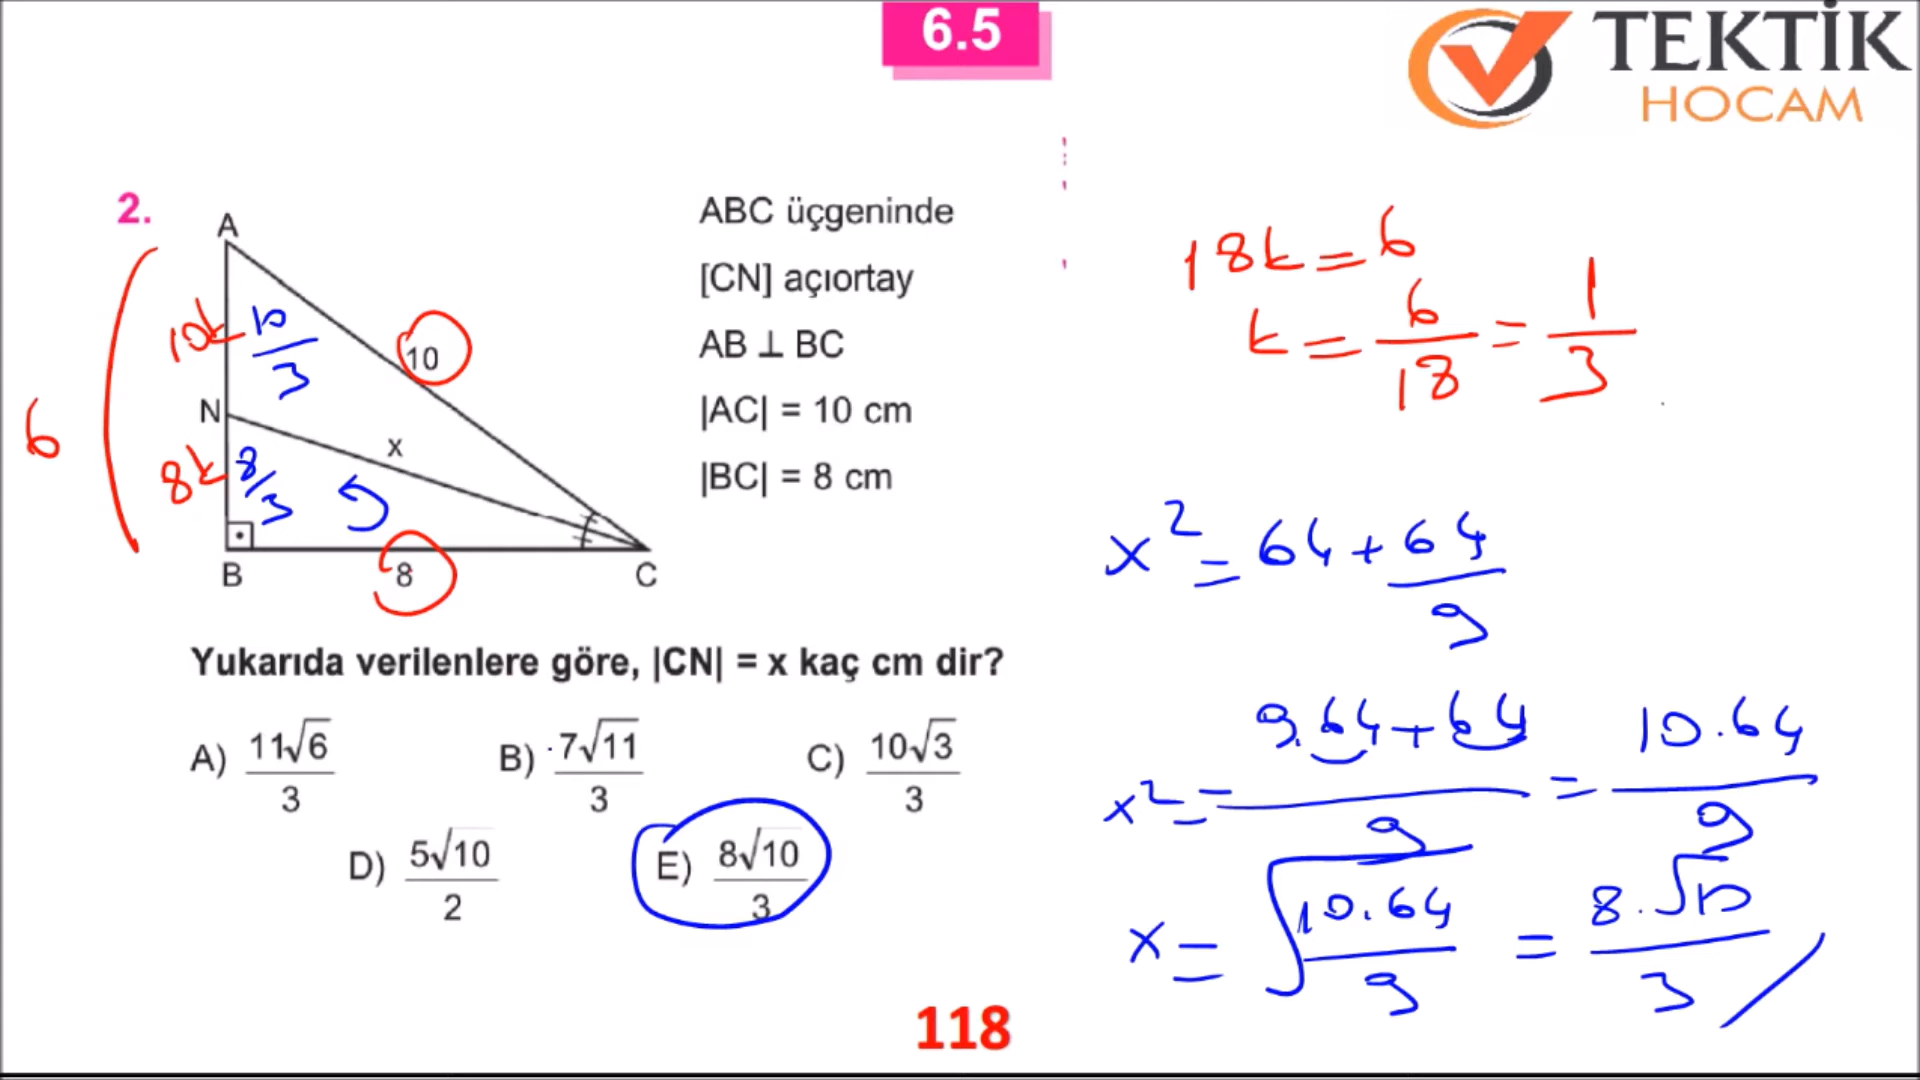 6.5
TEKTİK
HOCAM
2.
A
10k
10/3
10
N
x
6
8k
8/3
B
8
C
ABC üçgeninde
[CN] açıortay
AB ⊥ BC
|AC| = 10 cm
|BC| = 8 cm
Yukarıda verilenlere göre, |CN| = x kaç cm dir?
A) 11√6/3 B) 7√11/3 C) 10√3/3
D) 5√10/2 E) 8√10/3
18k = 6
k = 6/18 = 1/3
x² = 64 + 64/9
x² = (9.64+64)/9 = 10.64/9
x = √(10.64/9) = 8.√10/3
118